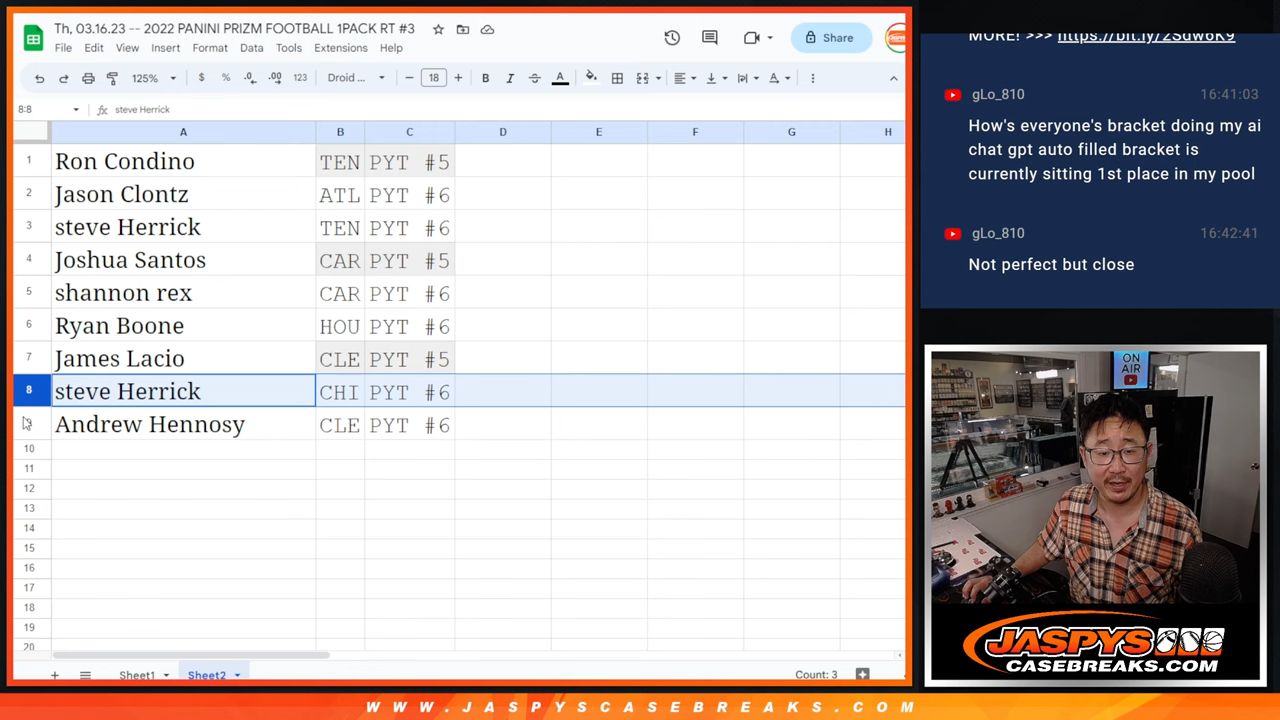 Th, 03.16.23 -- 2022 PANINI PRIZM FOOTBALL 1PACK RT #3
File Edit View Insert Format Data Tools Extensions Help
Share
125% $ % .0 .00 123 Droid ... − 18 + B I A
8:8 fx steve Herrick
A B C D E F G H
1 Ron Condino TEN PYT #5
2 Jason Clontz ATL PYT #6
3 steve Herrick TEN PYT #6
4 Joshua Santos CAR PYT #5
5 shannon rex CAR PYT #6
6 Ryan Boone HOU PYT #6
7 James Lacio CLE PYT #5
8 steve Herrick CHI PYT #6
Andrew Hennosy CLE PYT #6
10
11
12
13
14
15
16
17
18
19
20
+ Sheet1 Sheet2 Count: 3
MORE! >>> https://bit.ly/2Sdw6K9
gLo_810 16:41:03
How's everyone's bracket doing my ai
chat gpt auto filled bracket is
currently sitting 1st place in my pool
gLo_810 16:42:41
Not perfect but close
ON
AIR
JASPYS
CASEBREAKS.COM
WWW.JASPYSCASEBREAKS.COM